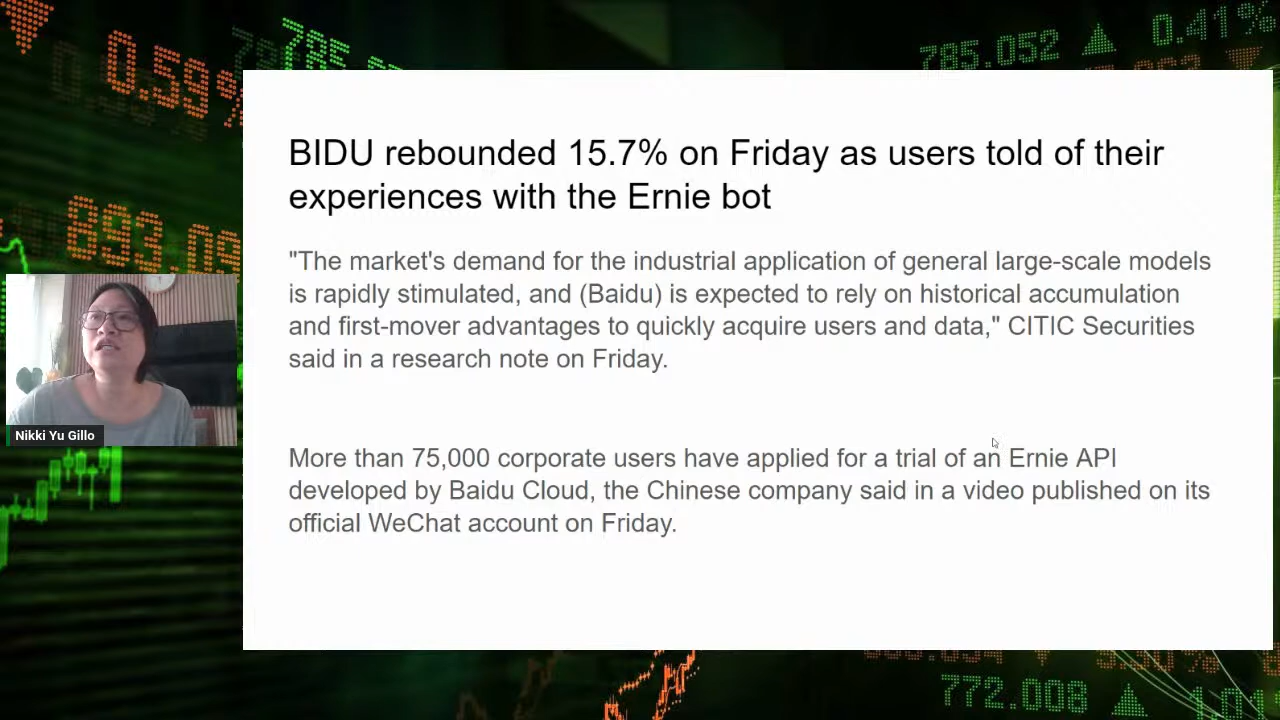 0.59%
785.052
0.41%
893.09
BIDU rebounded 15.7% on Friday as users told of their
experiences with the Ernie bot
"The market's demand for the industrial application of general large-scale models
is rapidly stimulated, and (Baidu) is expected to rely on historical accumulation
and first-mover advantages to quickly acquire users and data," CITIC Securities
said in a research note on Friday.
Nikki Yu Gillo
More than 75,000 corporate users have applied for a trial of an Ernie API
developed by Baidu Cloud, the Chinese company said in a video published on its
official WeChat account on Friday.
772.008